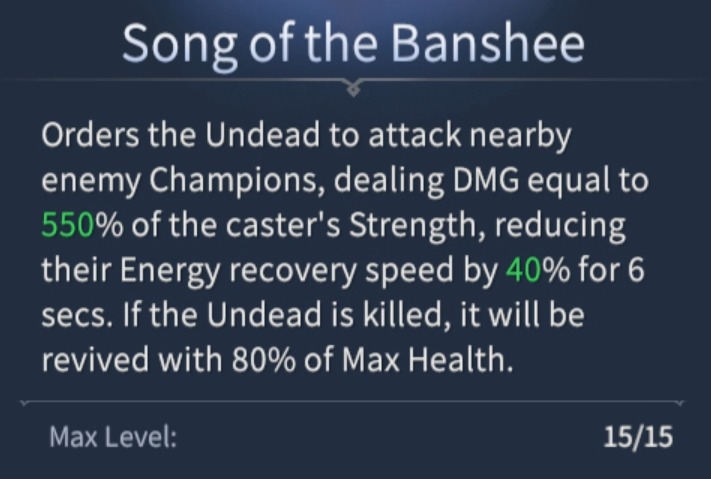 Song of the Banshee
Orders the Undead to attack nearby
enemy Champions, dealing DMG equal to
550% of the caster's Strength, reducing
their Energy recovery speed by 40% for 6
secs. If the Undead is killed, it will be
revived with 80% of Max Health.
Max Level: 15/15